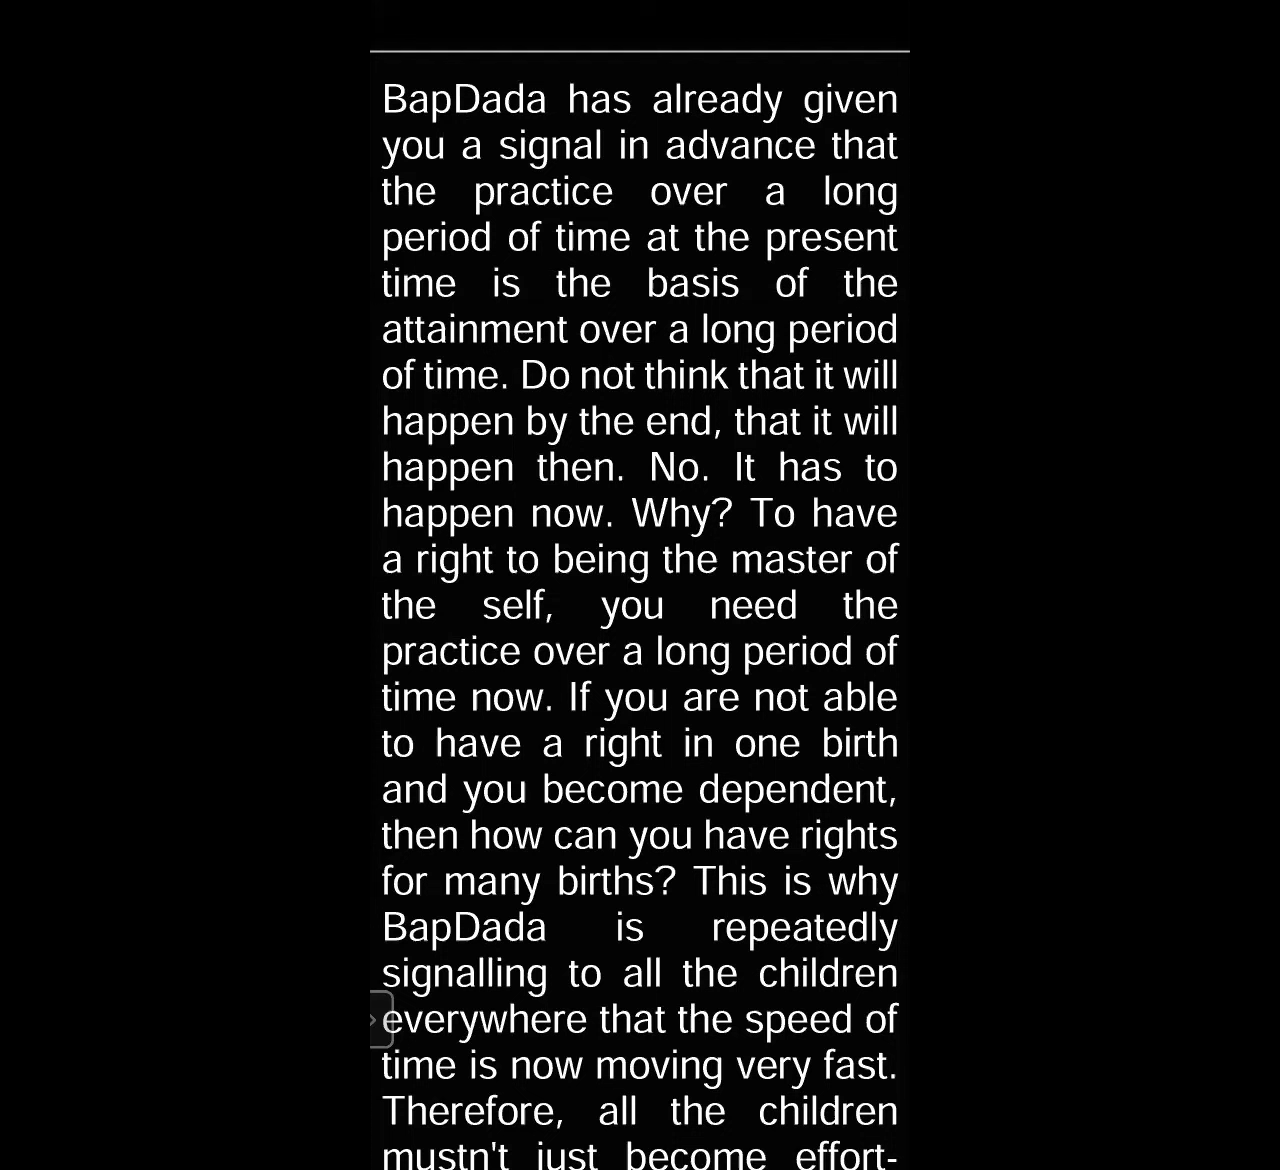 BapDada has already given
you a signal in advance that
the practice over a long
period of time at the present
time is the basis of the
attainment over a long period
of time. Do not think that it will
happen by the end, that it will
happen then. No. It has to
happen now. Why? To have
a right to being the master of
the self, you need the
practice over a long period of
time now. If you are not able
to have a right in one birth
and you become dependent,
then how can you have rights
for many births? This is why
BapDada is repeatedly
signalling to all the children
everywhere that the speed of
time is now moving very fast.
Therefore, all the children
mustn't just become effort-